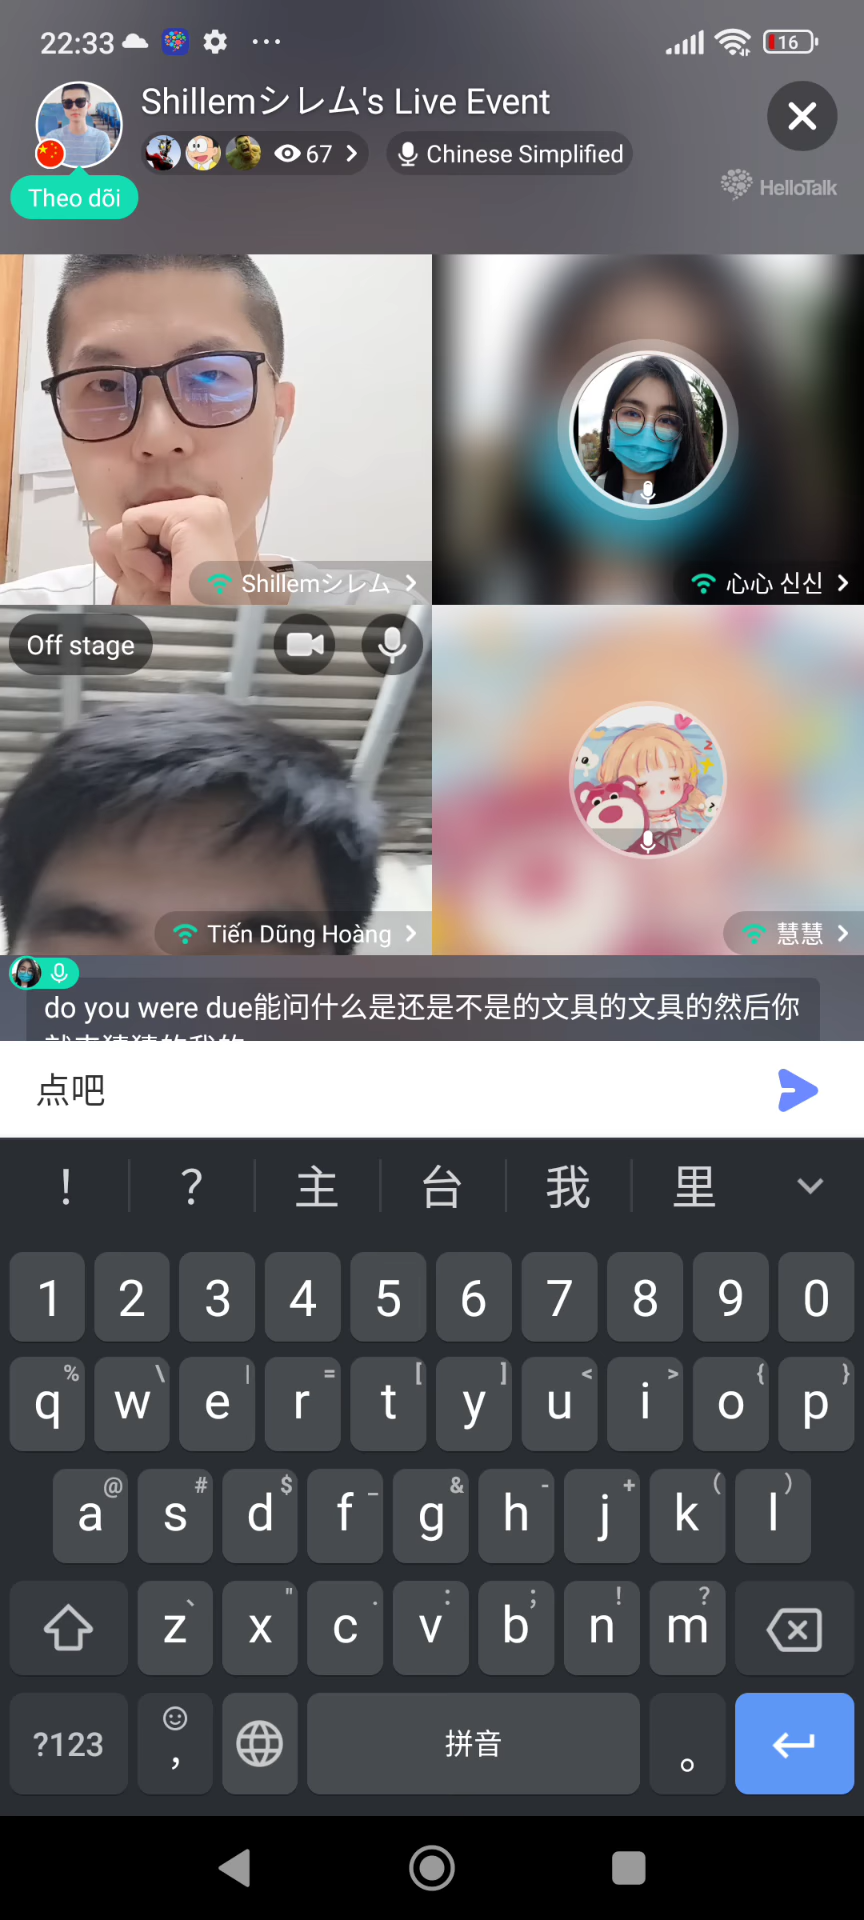 22:33
16
Shillemシレム's Live Event
67
Chinese Simplified
Theo dõi
HelloTalk
Shillemシレム
心心 신신
Off stage
Tiến Dũng Hoàng
慧慧
do you were due能问什么是还是不是的文具的文具的然后你
点吧
！ ？ 主 台 我 里
1 2 3 4 5 6 7 8 9 0
% \ | = [ ] < > { }
q w e r t y u i o p
@ # $ _ & - + ( )
a s d f g h j k l
` " . : ; ! ?
z x c v b n m
?123 , 拼音 。